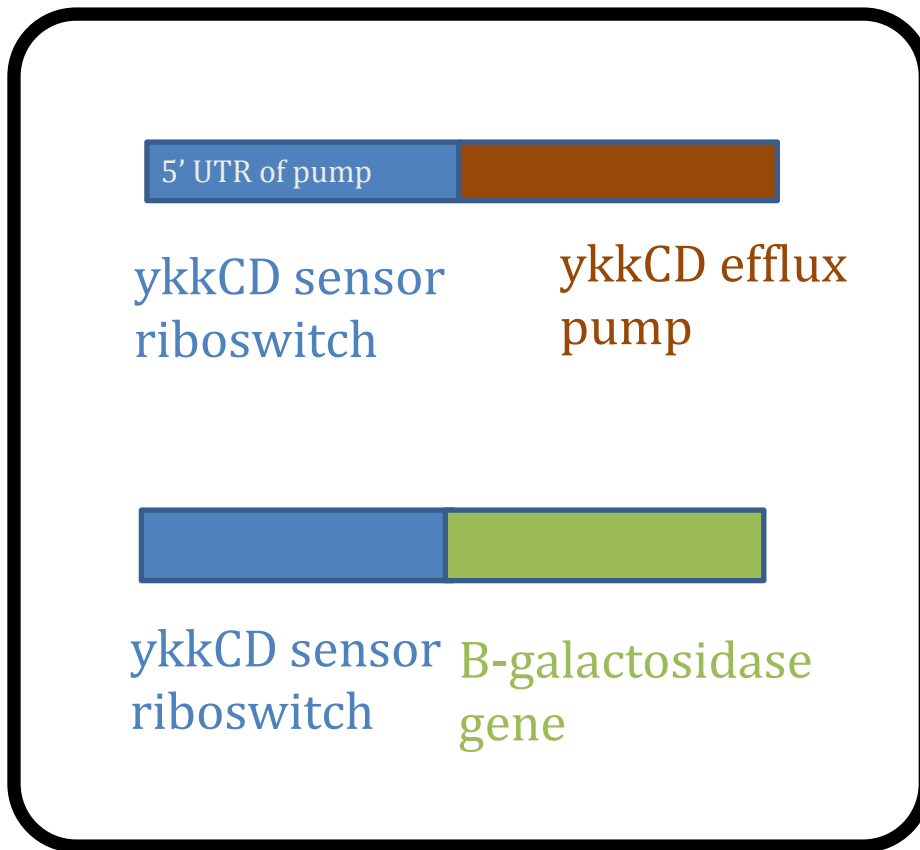 5’ UTR of pump
ykkCD sensor
riboswitch
ykkCD efflux
pump
ykkCD sensor
riboswitch
B-galactosidase
gene